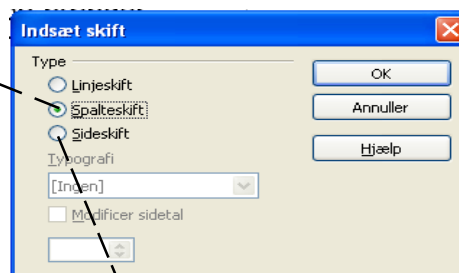 Indsæt skift
Type
Linjeskift
Spalteskift
Sideskift
Typografi
[Ingen]
Modificer sidetal
OK
Annuller
Hjælp